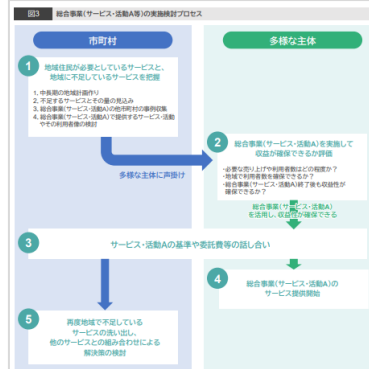 図3 総合事業(サービス・活動A等)の実施検討プロセス
市町村
多様な主体
1
地域住民が必要としているサービスと、
地域に不足しているサービスを把握
1, 中長期の地域計画作り
2, 不足するサービスとその量の見込み
3, 総合事業(サービス・活動A)の他市町村の事例収集
4, 総合事業(サービス・活動A)で提供するサービス・活動
やその利用者像の検討
多様な主体に声掛け
2
総合事業(サービス・活動A)を実施して
収益が確保できるか評価
・必要な売り上げや利用者数はどの程度か?
・地域で利用者数を確保できるか?
・総合事業(サービス・活動A)終了後も収益性が
確保できるか?
総合事業(サービス・活動A)
を活用し、収益性が確保できる
3
サービス・活動Aの基準や委託費等の話し合い
4
総合事業(サービス・活動A)の
サービス提供開始
5
再度地域で不足している
サービスの洗い出し、
他のサービスとの組み合わせによる
解決策の検討